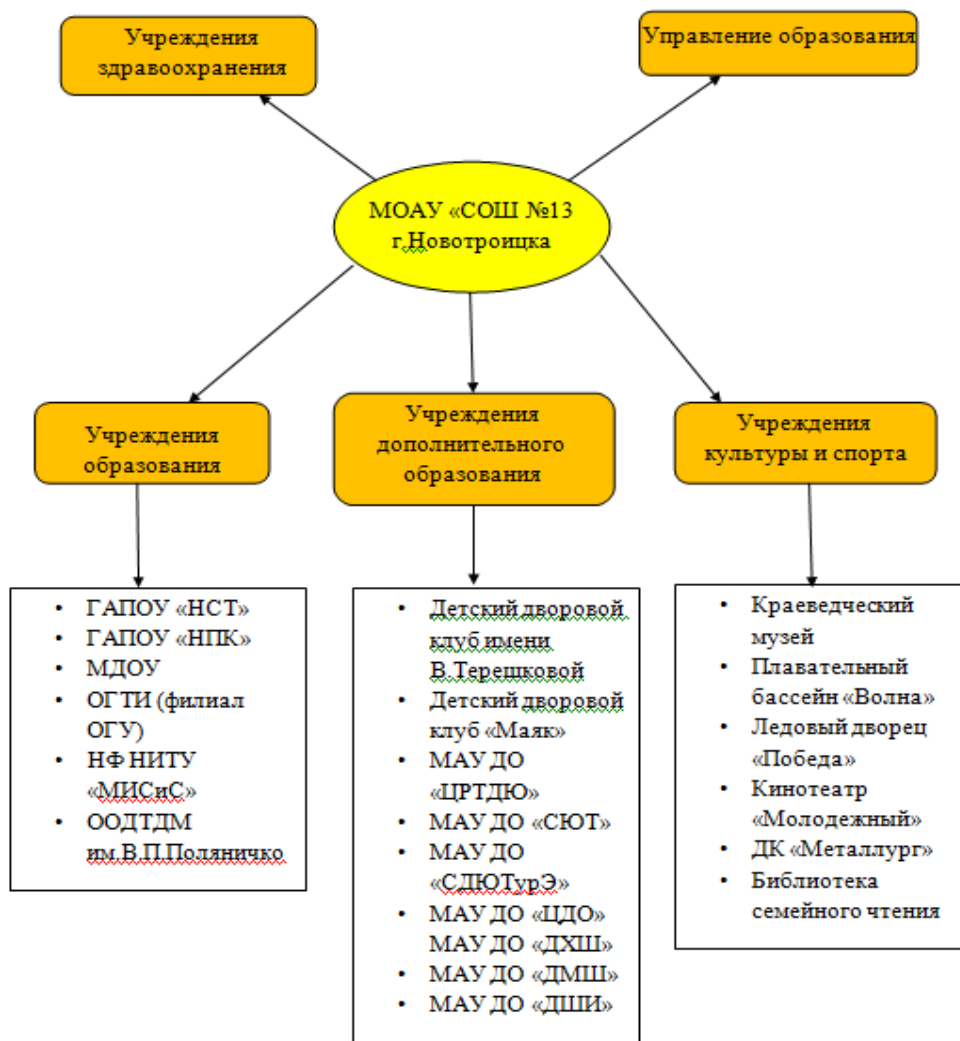 Учреждения
здравоохранения
Управление образования
МОАУ «СОШ №13
г.Новотроицка
Учреждения
образования
Учреждения
дополнительного
образования
Учреждения
культуры и спорта
• ГАПОУ «НСТ»
• ГАПОУ «НПК»
• МДОУ
• ОГТИ (филиал
ОГУ)
• НФ НИТУ
«МИСиС»
• ООДТДМ
им.В.П.Поляничко
• Детский дворовой
клуб имени
В.Терешковой
• Детский дворовой
клуб «Маяк»
• МАУ ДО
«ЦРТДЮ»
• МАУ ДО «СЮТ»
• МАУ ДО
«СДЮТурЭ»
• МАУ ДО «ЦДО»
МАУ ДО «ДХШ»
• МАУ ДО «ДМШ»
• МАУ ДО «ДШИ»
• Краеведческий
музей
• Плавательный
бассейн «Волна»
• Ледовый дворец
«Победа»
• Кинотеатр
«Молодежный»
• ДК «Металлург»
• Библиотека
семейного чтения